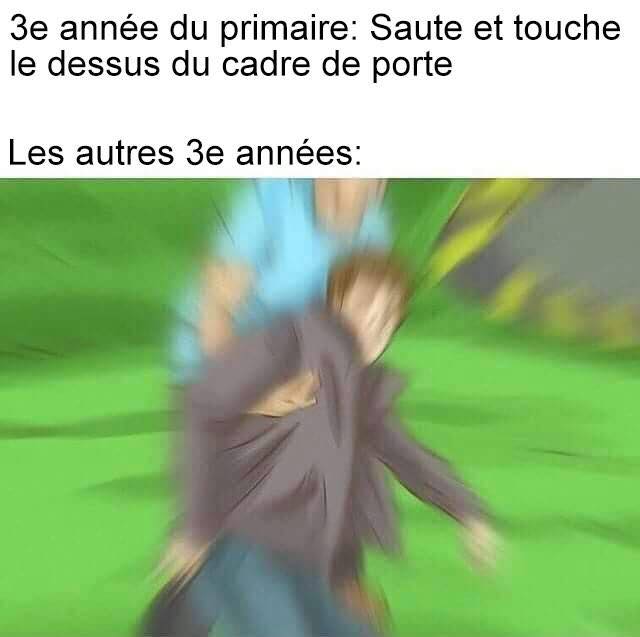 3e année du primaire: Saute et touche
le dessus du cadre de porte
Les autres 3e années: